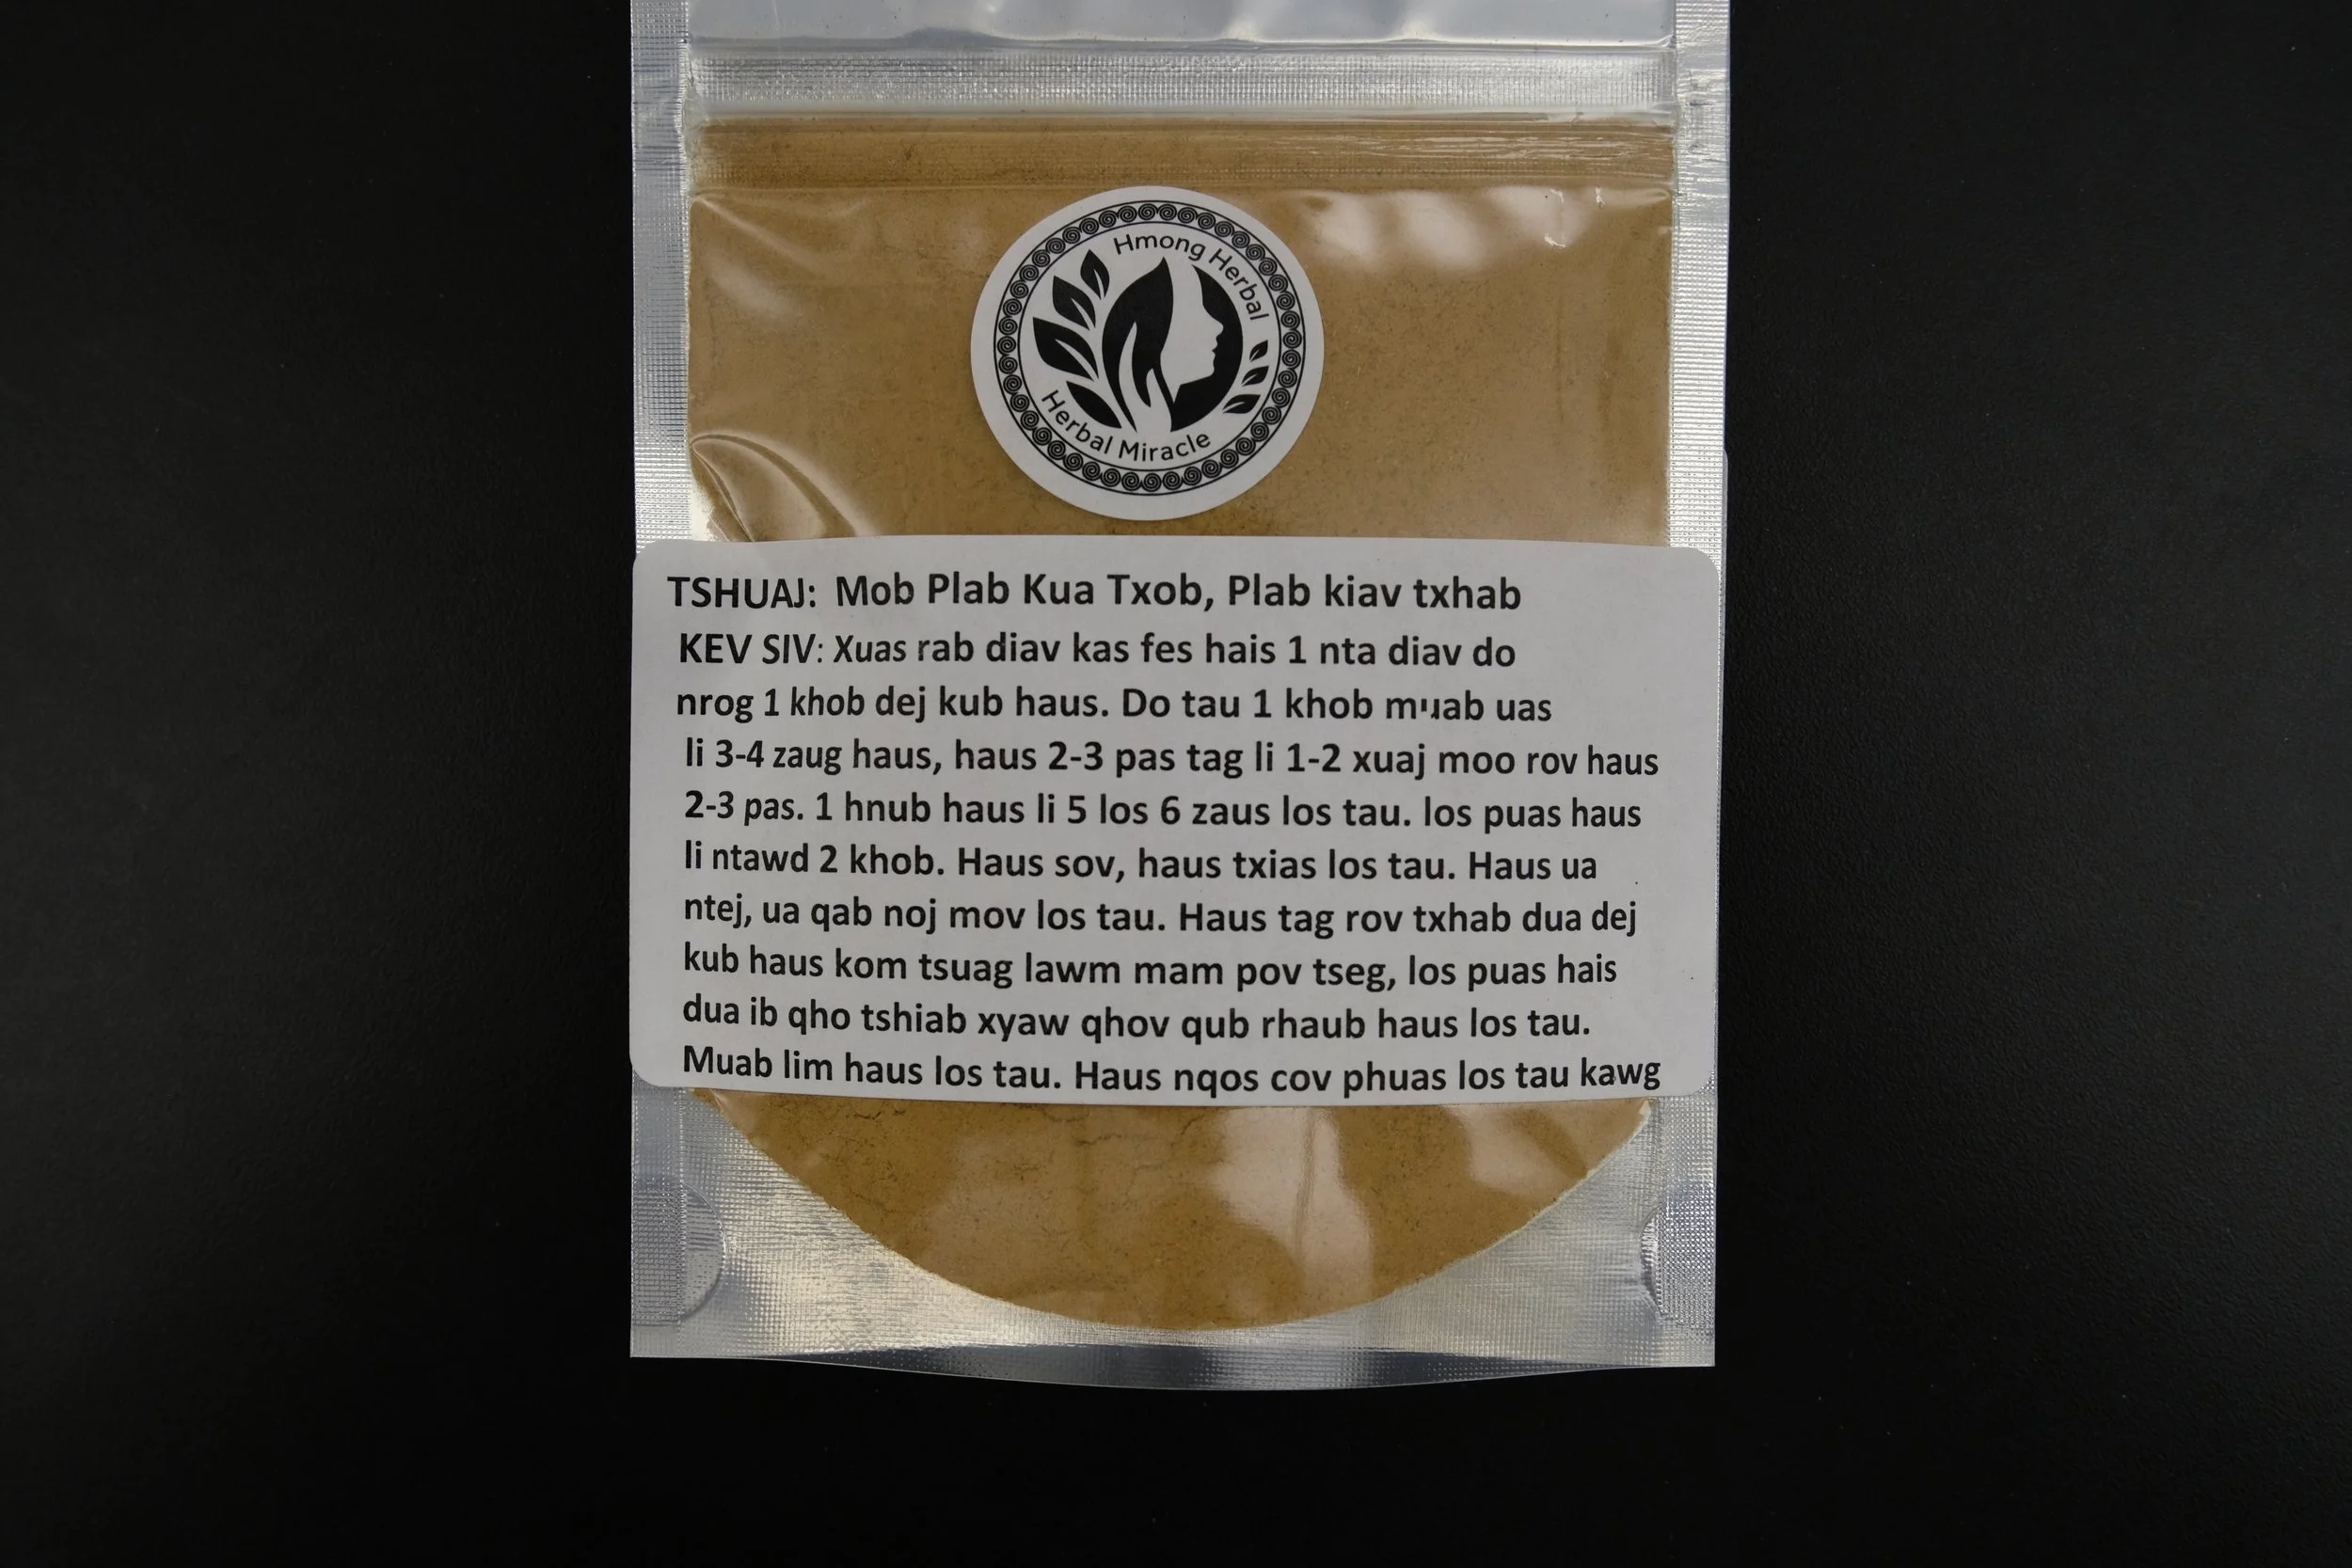 Hmong Herbal
Herbal Miracle
TSHUAJ: Mob Plab Kua Txob, Plab kiav txhab
KEV SIV: Xuas rab diav kas fes hais 1 nta diav do
nrog 1 khob dej kub haus. Do tau 1 khob muab uas
li 3-4 zaug haus, haus 2-3 pas tag li 1-2 xuaj moo rov haus
2-3 pas. 1 hnub haus li 5 los 6 zaus los tau. los puas haus
li ntawd 2 khob. Haus sov, haus txias los tau. Haus ua
ntej, ua qab noj mov los tau. Haus tag rov txhab dua dej
kub haus kom tsuag lawm mam pov tseg, los puas hais
dua ib qho tshiab xyaw qhov qub rhaub haus los tau.
Muab lim haus los tau. Haus nqos cov phuas los tau kawg